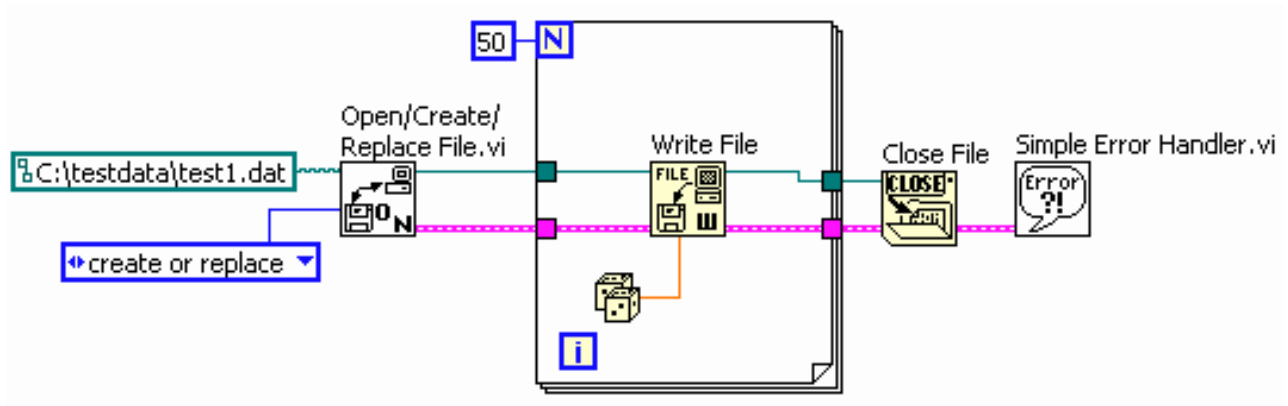 50
N
Open/Create/
Replace File.vi
Write File
Close File
Simple Error Handler.vi
C:\testdata\test1.dat
O
N
FILE
W
CLOSE
Error
?!
create or replace
i